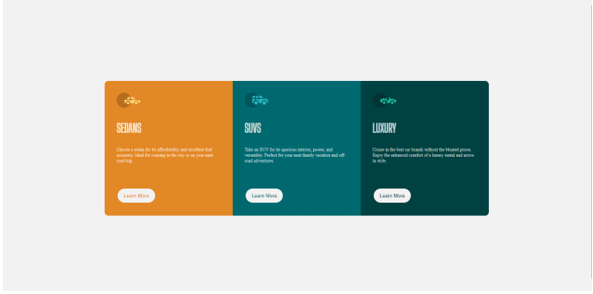 SEDANS
Choose a sedan for its affordability and excellent fuel
economy. Ideal for cruising in the city or on your next
road trip.
Learn More
SUVS
Take an SUV for its spacious interior, power, and
versatility. Perfect for your next family vacation and off-
road adventures.
Learn More
LUXURY
Cruise in the best car brands without the bloated prices.
Enjoy the enhanced comfort of a luxury rental and arrive
in style.
Learn More